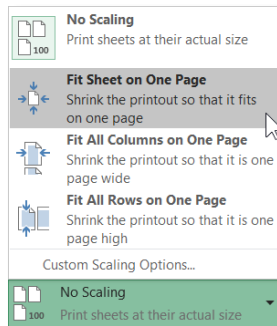 No Scaling
Print sheets at their actual size
100
Fit Sheet on One Page
Shrink the printout so that it fits
on one page
Fit All Columns on One Page
Shrink the printout so that it is one
page wide
Fit All Rows on One Page
Shrink the printout so that it is one
page high
Custom Scaling Options...
No Scaling
100
Print sheets at their actual size